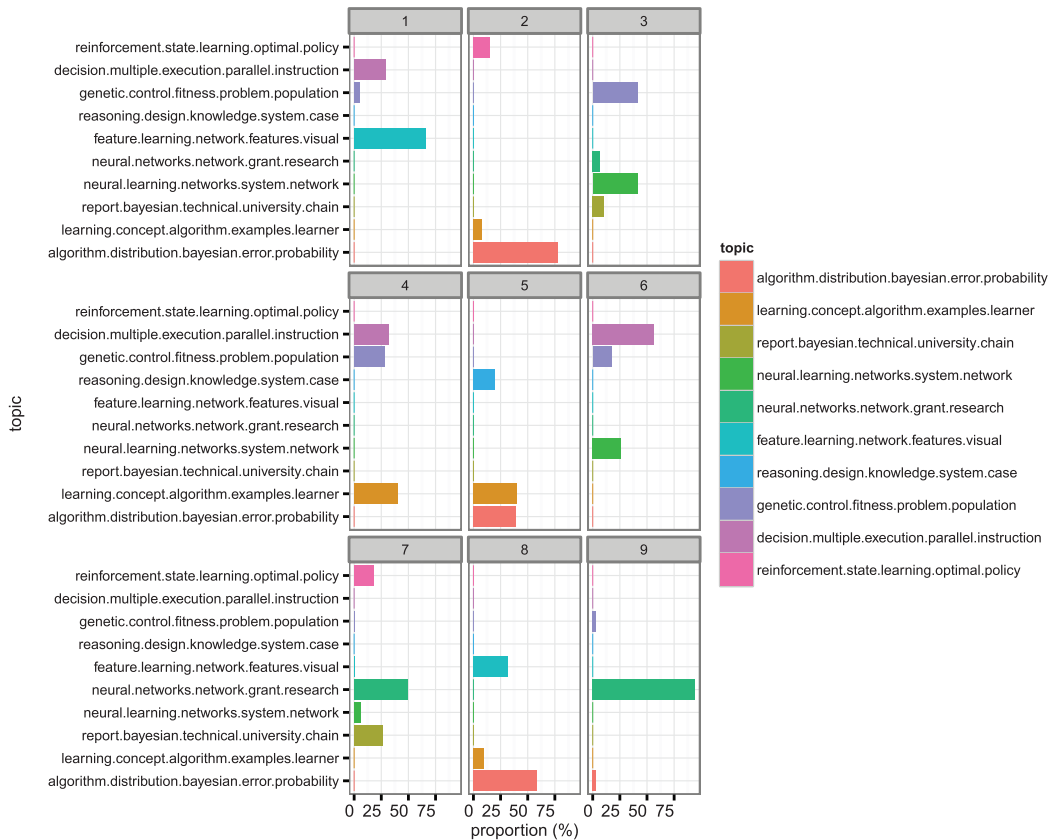 1 2 3
reinforcement.state.learning.optimal.policy
decision.multiple.execution.parallel.instruction
genetic.control.fitness.problem.population
reasoning.design.knowledge.system.case
feature.learning.network.features.visual
neural.networks.network.grant.research
neural.learning.networks.system.network
report.bayesian.technical.university.chain
learning.concept.algorithm.examples.learner
algorithm.distribution.bayesian.error.probability
4 5 6
reinforcement.state.learning.optimal.policy
decision.multiple.execution.parallel.instruction
genetic.control.fitness.problem.population
reasoning.design.knowledge.system.case
feature.learning.network.features.visual
neural.networks.network.grant.research
neural.learning.networks.system.network
report.bayesian.technical.university.chain
learning.concept.algorithm.examples.learner
algorithm.distribution.bayesian.error.probability
7 8 9
reinforcement.state.learning.optimal.policy
decision.multiple.execution.parallel.instruction
genetic.control.fitness.problem.population
reasoning.design.knowledge.system.case
feature.learning.network.features.visual
neural.networks.network.grant.research
neural.learning.networks.system.network
report.bayesian.technical.university.chain
learning.concept.algorithm.examples.learner
algorithm.distribution.bayesian.error.probability
0 25 50 75 0 25 50 75 0 25 50 75
proportion (%)
topic
topic
algorithm.distribution.bayesian.error.probability
learning.concept.algorithm.examples.learner
report.bayesian.technical.university.chain
neural.learning.networks.system.network
neural.networks.network.grant.research
feature.learning.network.features.visual
reasoning.design.knowledge.system.case
genetic.control.fitness.problem.population
decision.multiple.execution.parallel.instruction
reinforcement.state.learning.optimal.policy